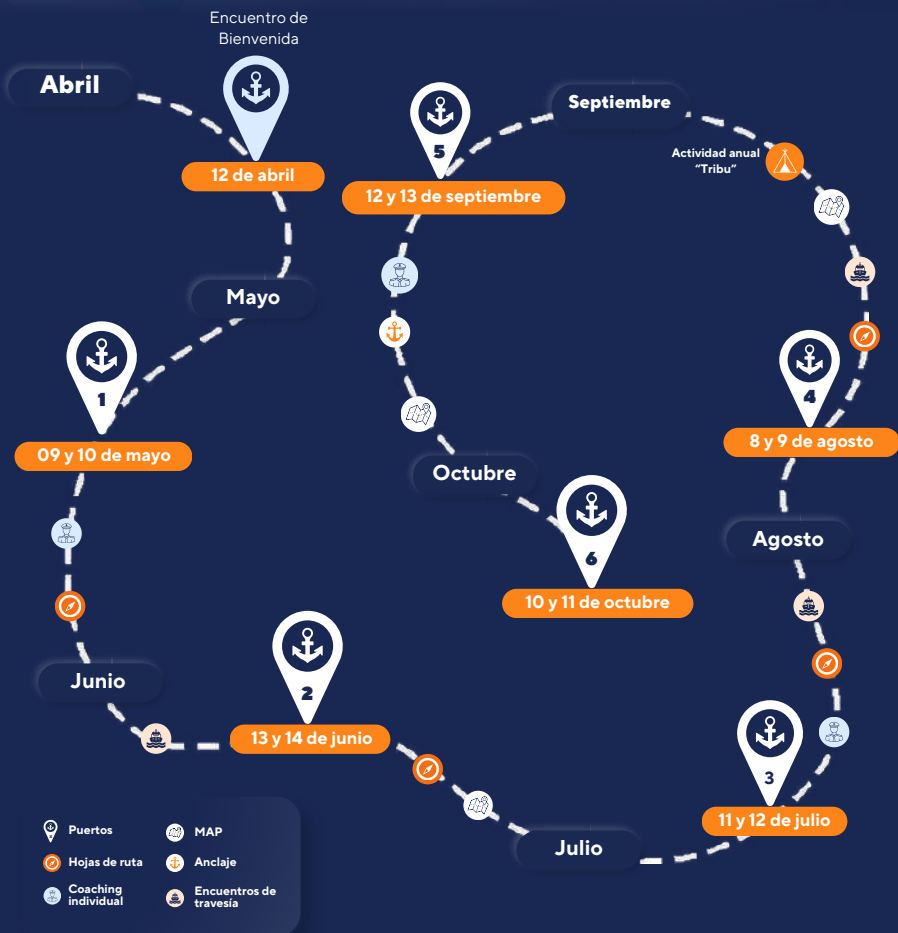 Encuentro de
Bienvenida
Abril
12 de abril
Mayo
1
09 y 10 de mayo
Junio
2
13 y 14 de junio
Julio
3
11 y 12 de julio
Agosto
4
8 y 9 de agosto
Actividad anual
“Tribu”
Septiembre
5
12 y 13 de septiembre
Octubre
6
10 y 11 de octubre
Puertos
Hojas de ruta
Coaching
individual
MAP
Anclaje
Encuentros de
travesía